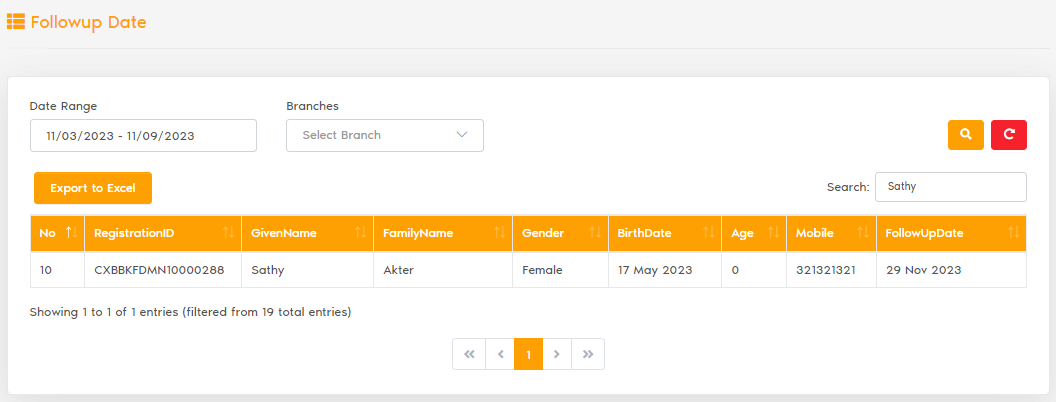 Followup Date
Date Range Branches
11/03/2023 - 11/09/2023 Select Branch
Export to Excel Search: Sathy
No RegistrationID GivenName FamilyName Gender BirthDate Age Mobile FollowUpDate
10 CXBBKFDMN10000288 Sathy Akter Female 17 May 2023 0 321321321 29 Nov 2023
Showing 1 to 1 of 1 entries (filtered from 19 total entries)
« ‹ 1 › »